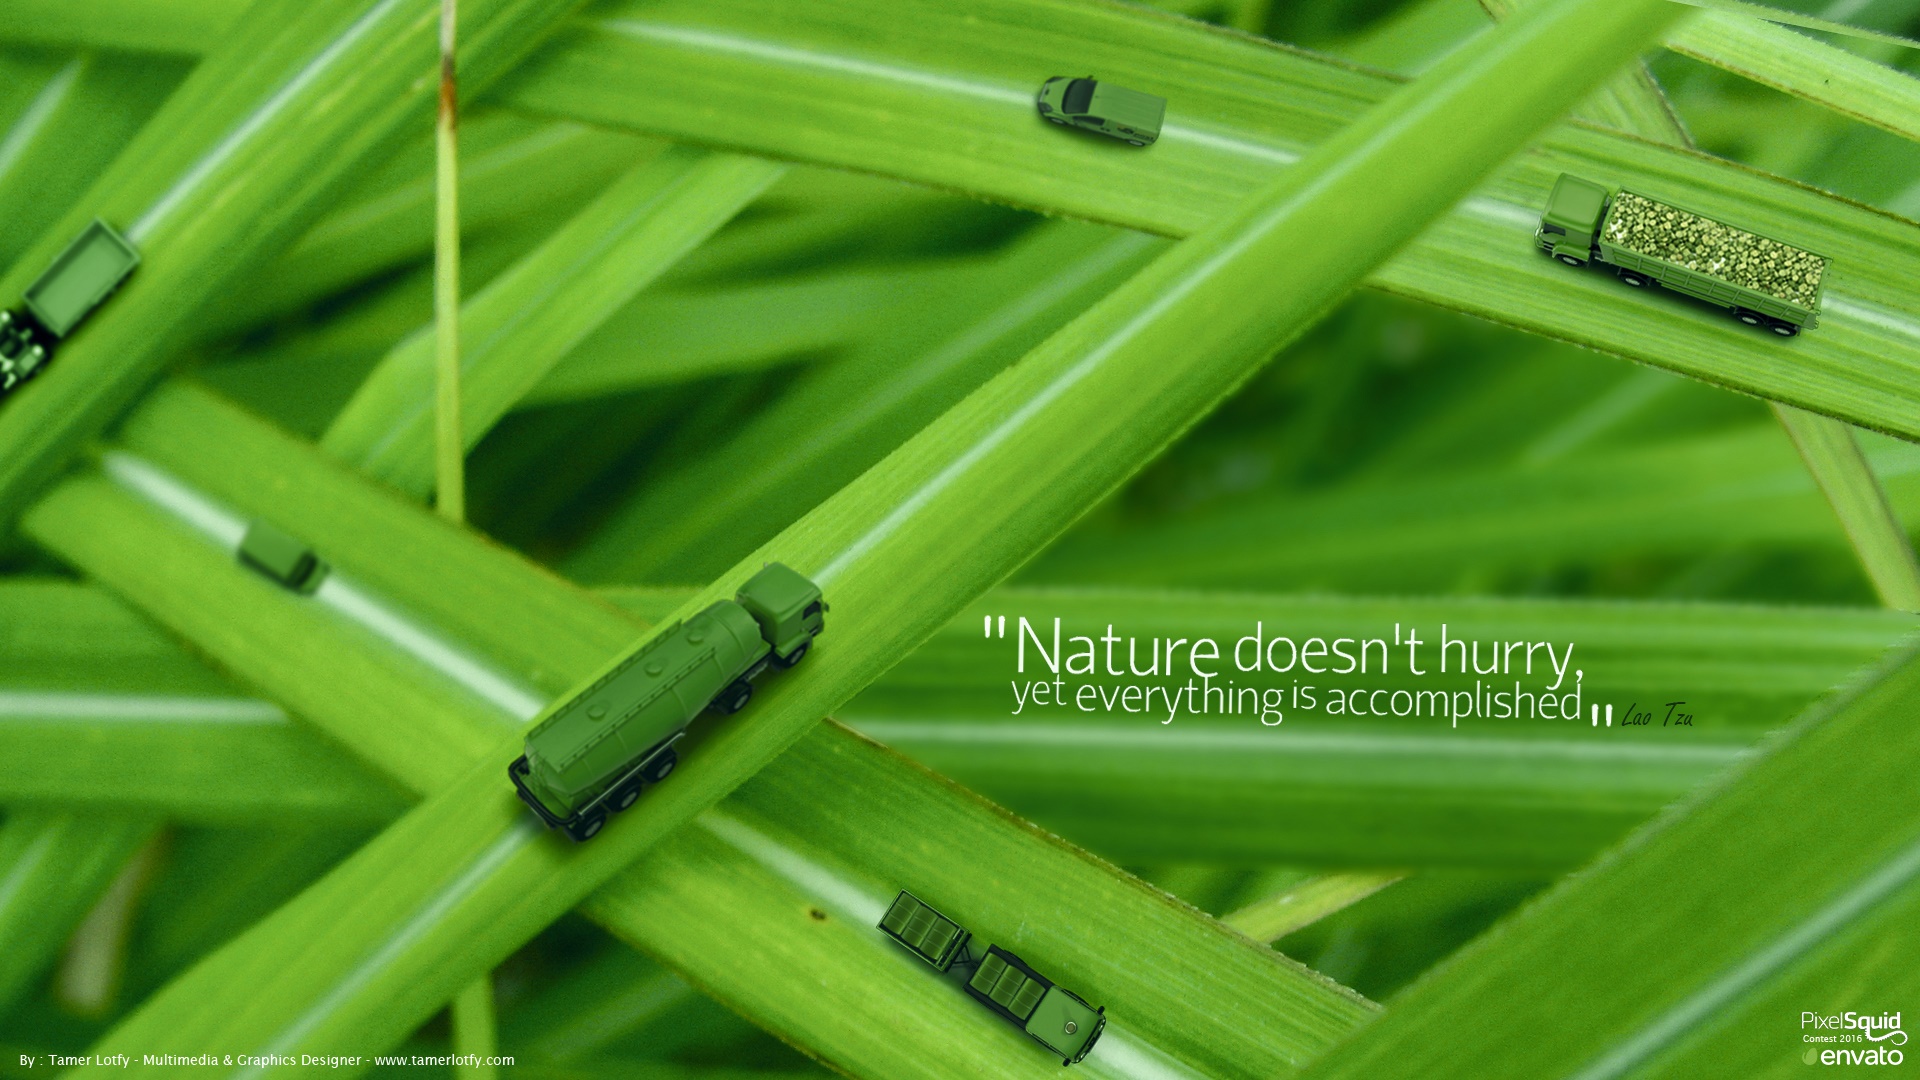 "Nature doesn't hurry,
yet everything is accomplished"
Lao Tzu
By : Tamer Lotfy - Multimedia & Graphics Designer - www.tamerlotfy.com
PixelSquid
Contest 2016
envato